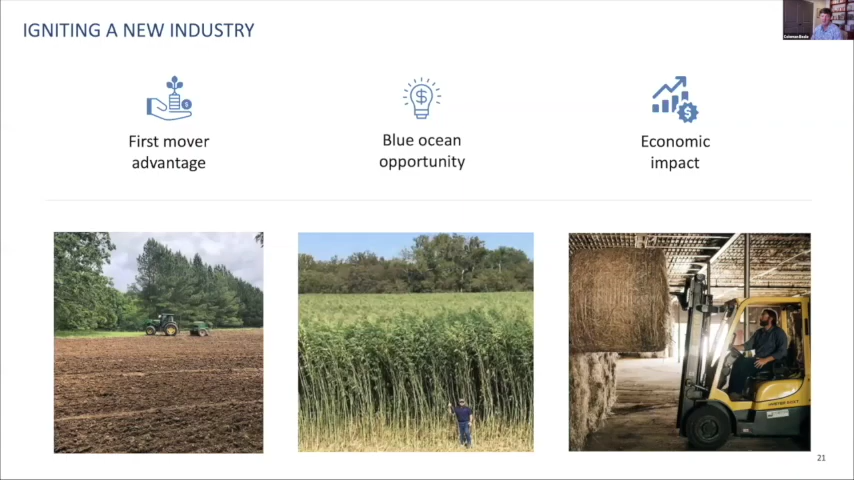 IGNITING A NEW INDUSTRY
First mover
advantage
Blue ocean
opportunity
Economic
impact
21